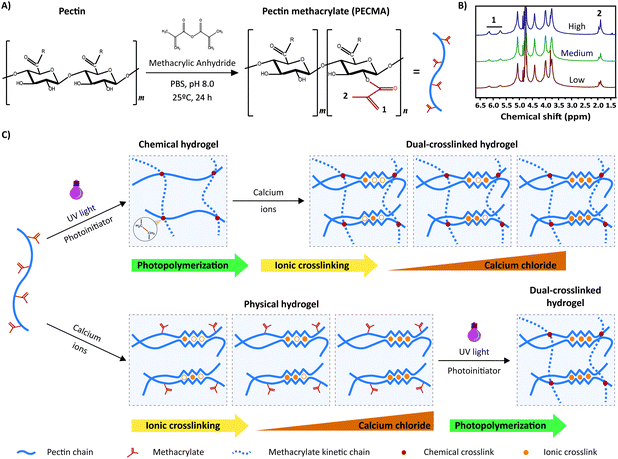 A)
Pectin
Pectin methacrylate (PECMA)
Methacrylic Anhydride
PBS, pH 8.0
25ºC, 24 h
R
R
R
R
O
O
O
HO
OH
m
m
n
2
1
=
B)
1
2
High
Medium
Low
6.5 6.0 5.5 5.0 4.5 4.0 3.5 3.0 2.5 2.0 1.5
Chemical shift (ppm)
C)
Chemical hydrogel
Dual-crosslinked hydrogel
UV light
Photoinitiator
Calcium
ions
Photopolymerization
Ionic crosslinking
Calcium chloride
Physical hydrogel
Dual-crosslinked
hydrogel
Calcium
ions
UV light
Photoinitiator
Ionic crosslinking
Calcium chloride
Photopolymerization
Pectin chain
Methacrylate
Methacrylate kinetic chain
Chemical crosslink
Ionic crosslink